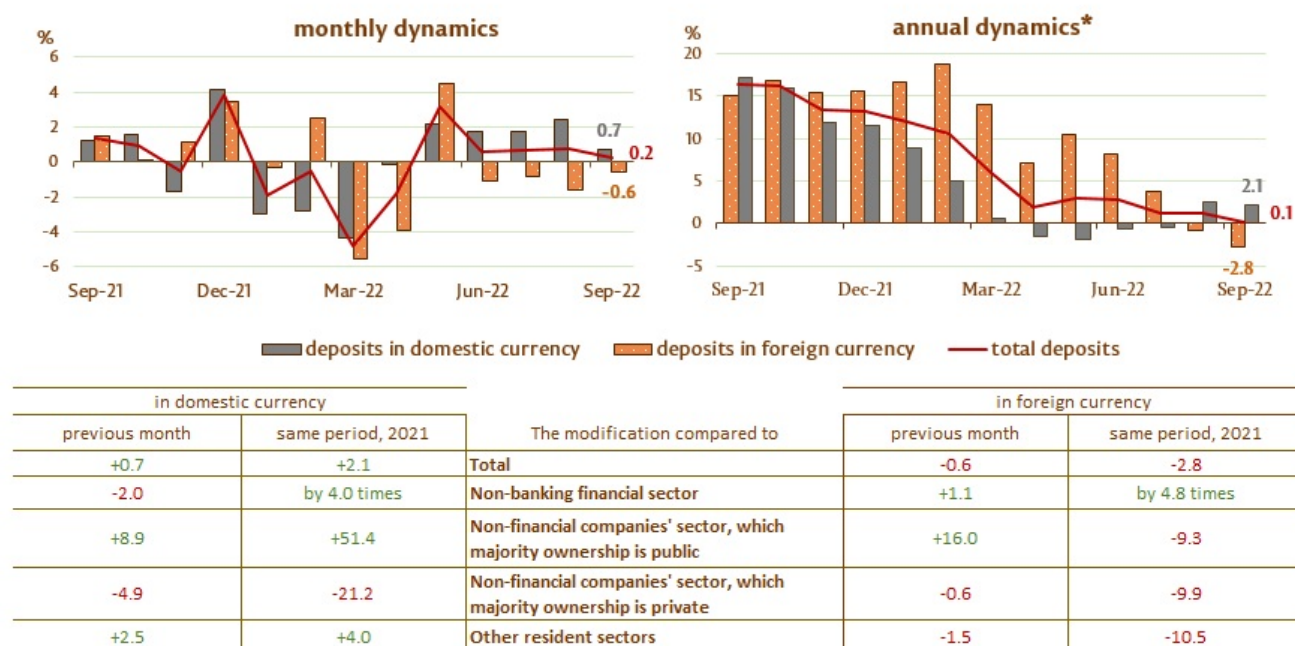 monthly dynamics
%
6
4
2
0
-2
-4
-6
0.7
0.2
-0.6
Sep-21 Dec-21 Mar-22 Jun-22 Sep-22
annual dynamics*
%
20
15
10
5
0
-5
2.1
0.1
-2.8
Sep-21 Dec-21 Mar-22 Jun-22 Sep-22
deposits in domestic currency deposits in foreign currency total deposits
in domestic currency in foreign currency
previous month same period, 2021 The modification compared to previous month same period, 2021
+0.7 +2.1 Total -0.6 -2.8
-2.0 by 4.0 times Non-banking financial sector +1.1 by 4.8 times
+8.9 +51.4 Non-financial companies' sector, which
majority ownership is public +16.0 -9.3
-4.9 -21.2 Non-financial companies' sector, which
majority ownership is private -0.6 -9.9
+2.5 +4.0 Other resident sectors -1.5 -10.5